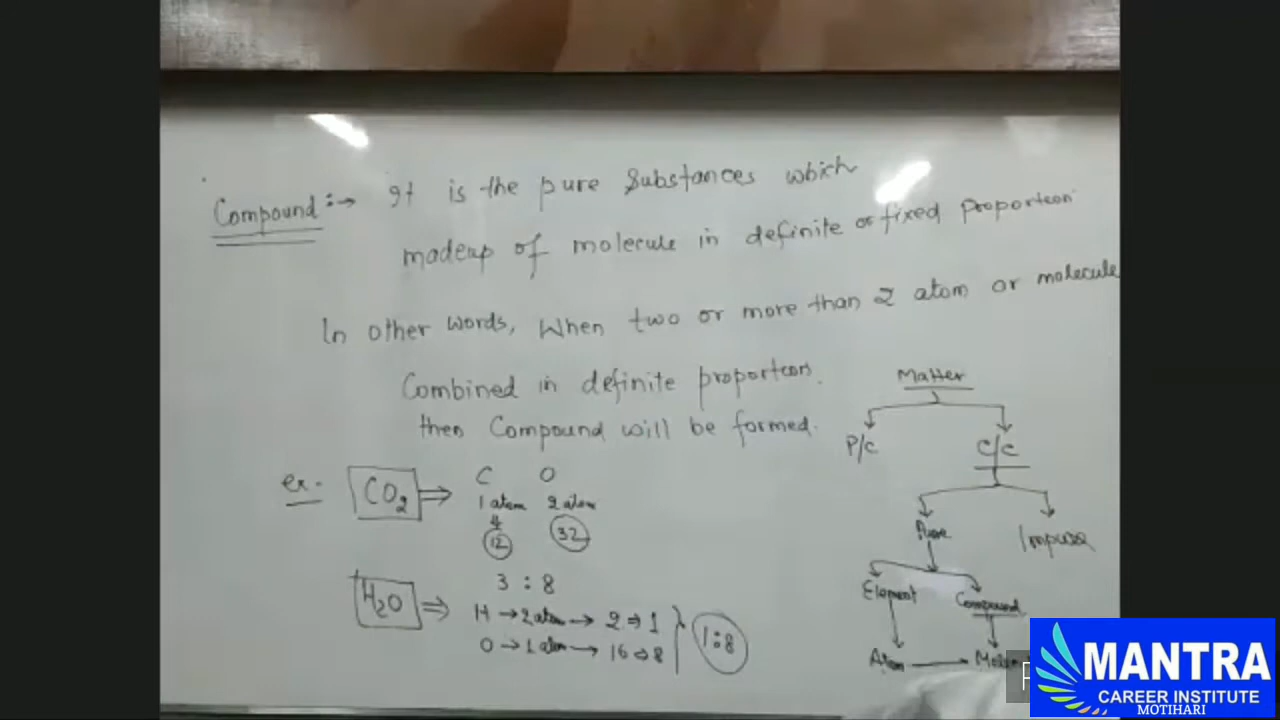 Compound :→ It is the pure Substances which
madeup of molecule in definite or fixed proportion
In other words, When two or more than 2 atom or molecule
Combined in definite proportion.
then Compound will be formed.
ex. CO2 ⇒ C O
1 atom 2 atom
12 32
3 : 8
H2O ⇒ H → 2 atom → 2 ⇒ 1
O → 1 atom → 16 ⇒ 8
1:8
Matter
P/C C/C
Pure Impure
Element Compound
Atom
MANTRA
CAREER INSTITUTE
MOTIHARI